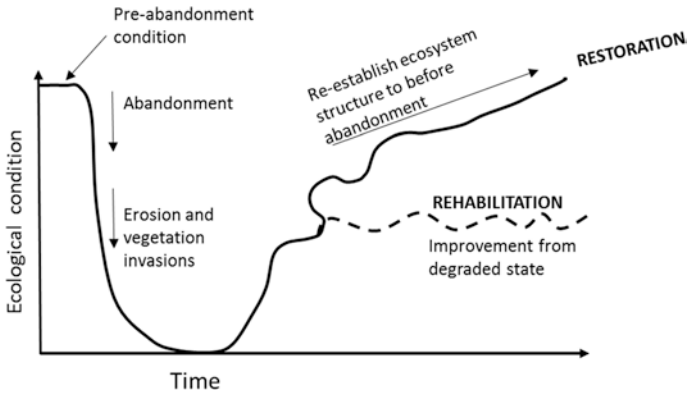 Pre-abandonment
condition
Abandonment
Erosion and
vegetation
invasions
Re-establish ecosystem
structure to before
abandonment
RESTORATION
REHABILITATION
Improvement from
degraded state
Ecological condition
Time